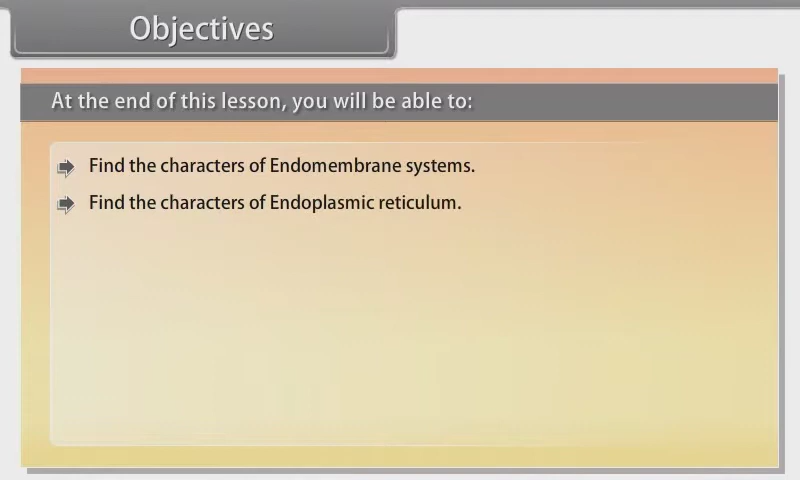 Objectives
At the end of this lesson, you will be able to:
Find the characters of Endomembrane systems.
Find the characters of Endoplasmic reticulum.